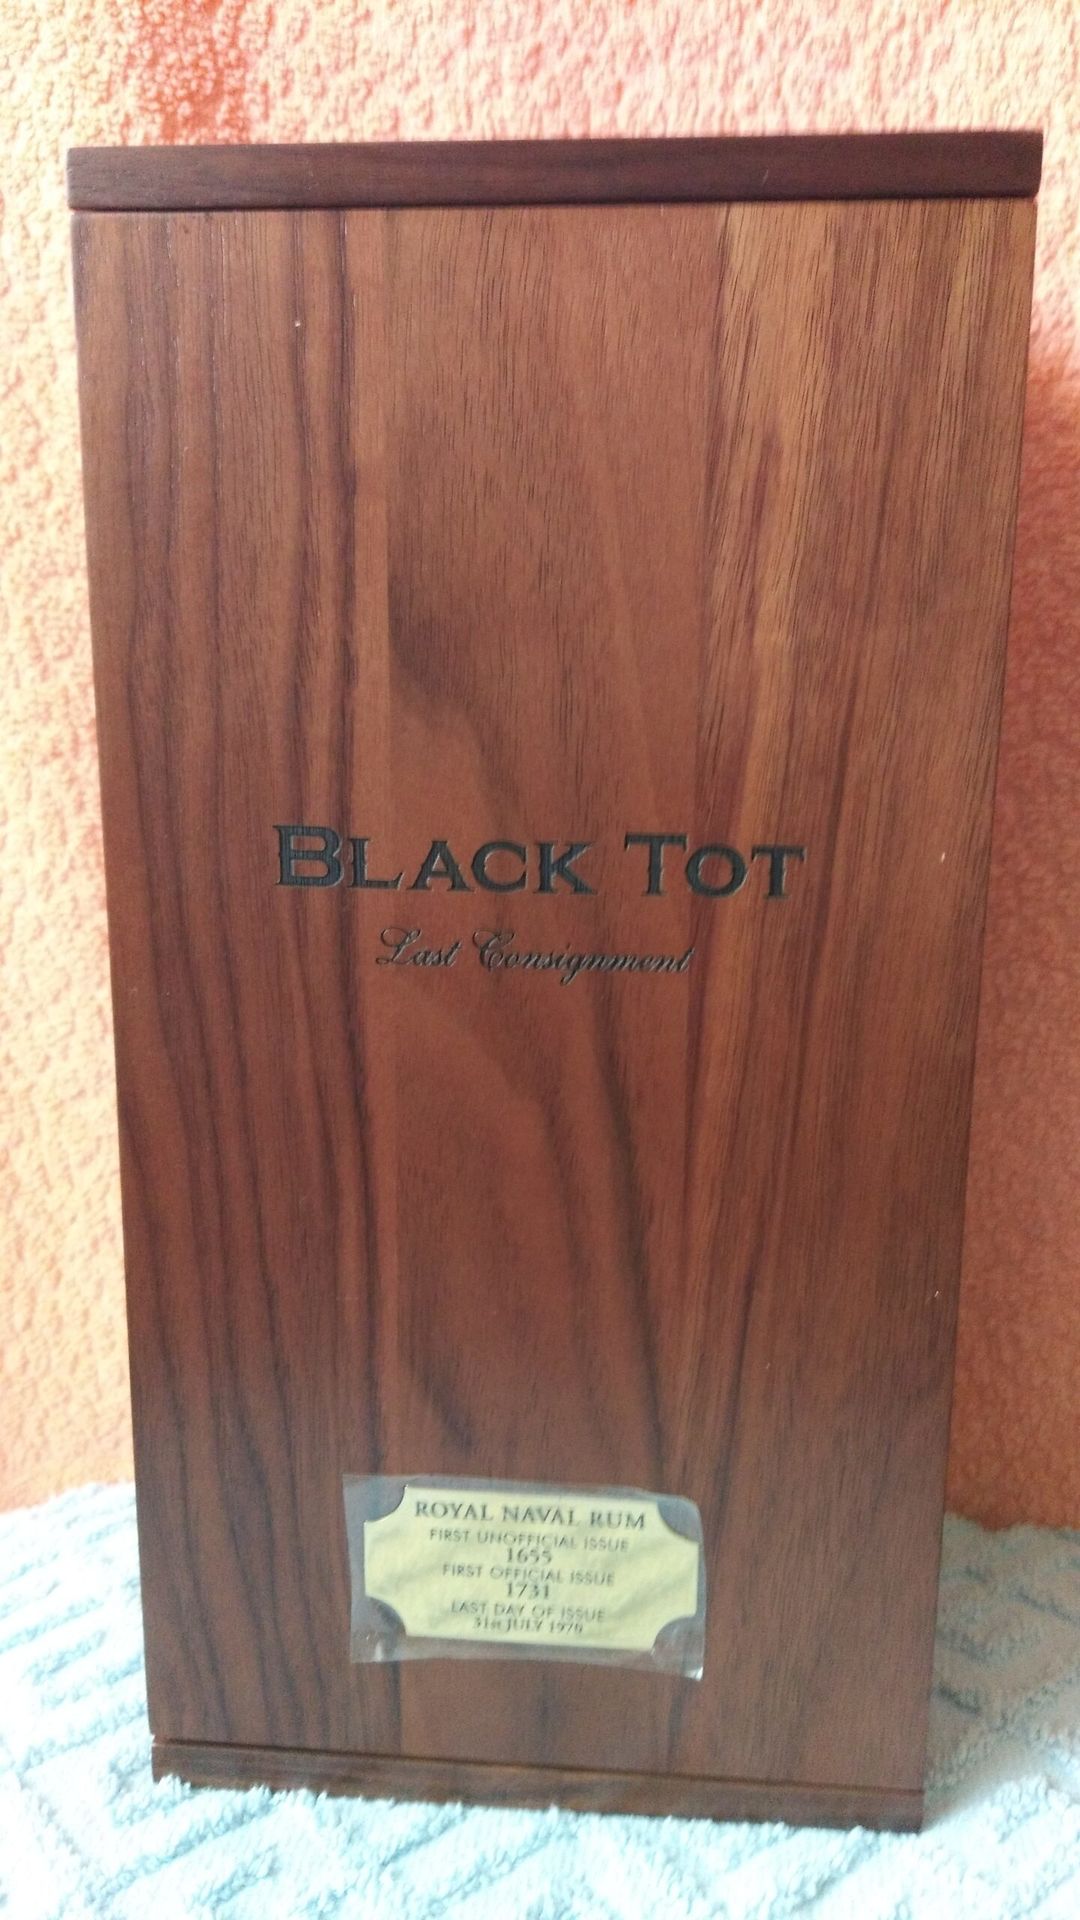 BLACK TOT
Last Consignment
ROYAL NAVAL RUM
FIRST UNOFFICIAL ISSUE
1655
FIRST OFFICIAL ISSUE
1731
LAST DAY OF ISSUE
31st JULY 1970